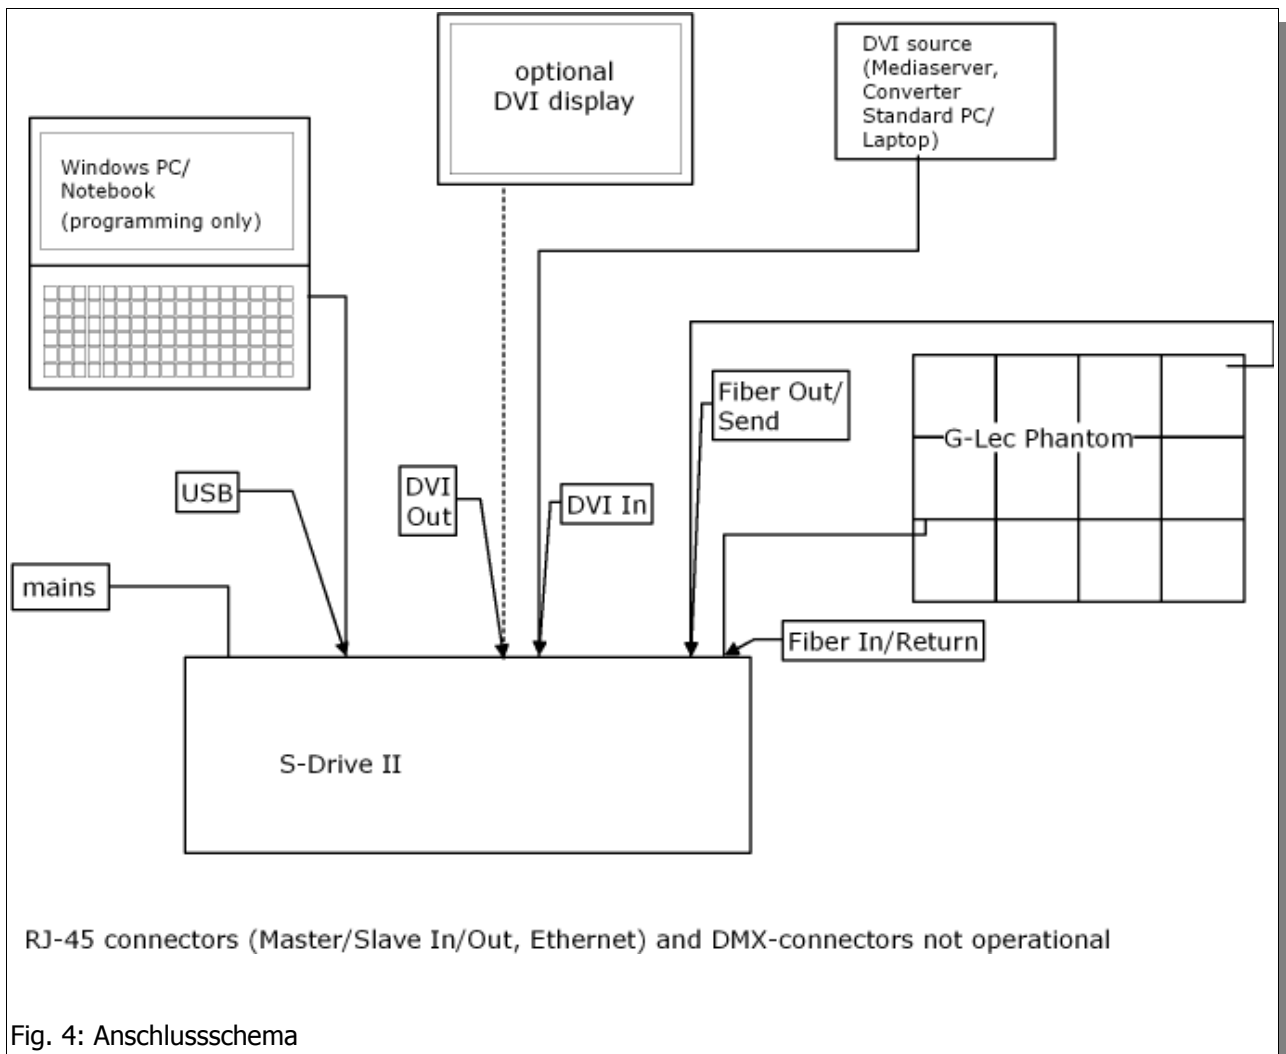 optional
DVI display
DVI source
(Mediaserver,
Converter
Standard PC/
Laptop)
Windows PC/
Notebook
(programming only)
Fiber Out/
Send
G-Lec Phantom
USB
DVI
Out
DVI In
mains
Fiber In/Return
S-Drive II
RJ-45 connectors (Master/Slave In/Out, Ethernet) and DMX-connectors not operational
Fig. 4: Anschlussschema